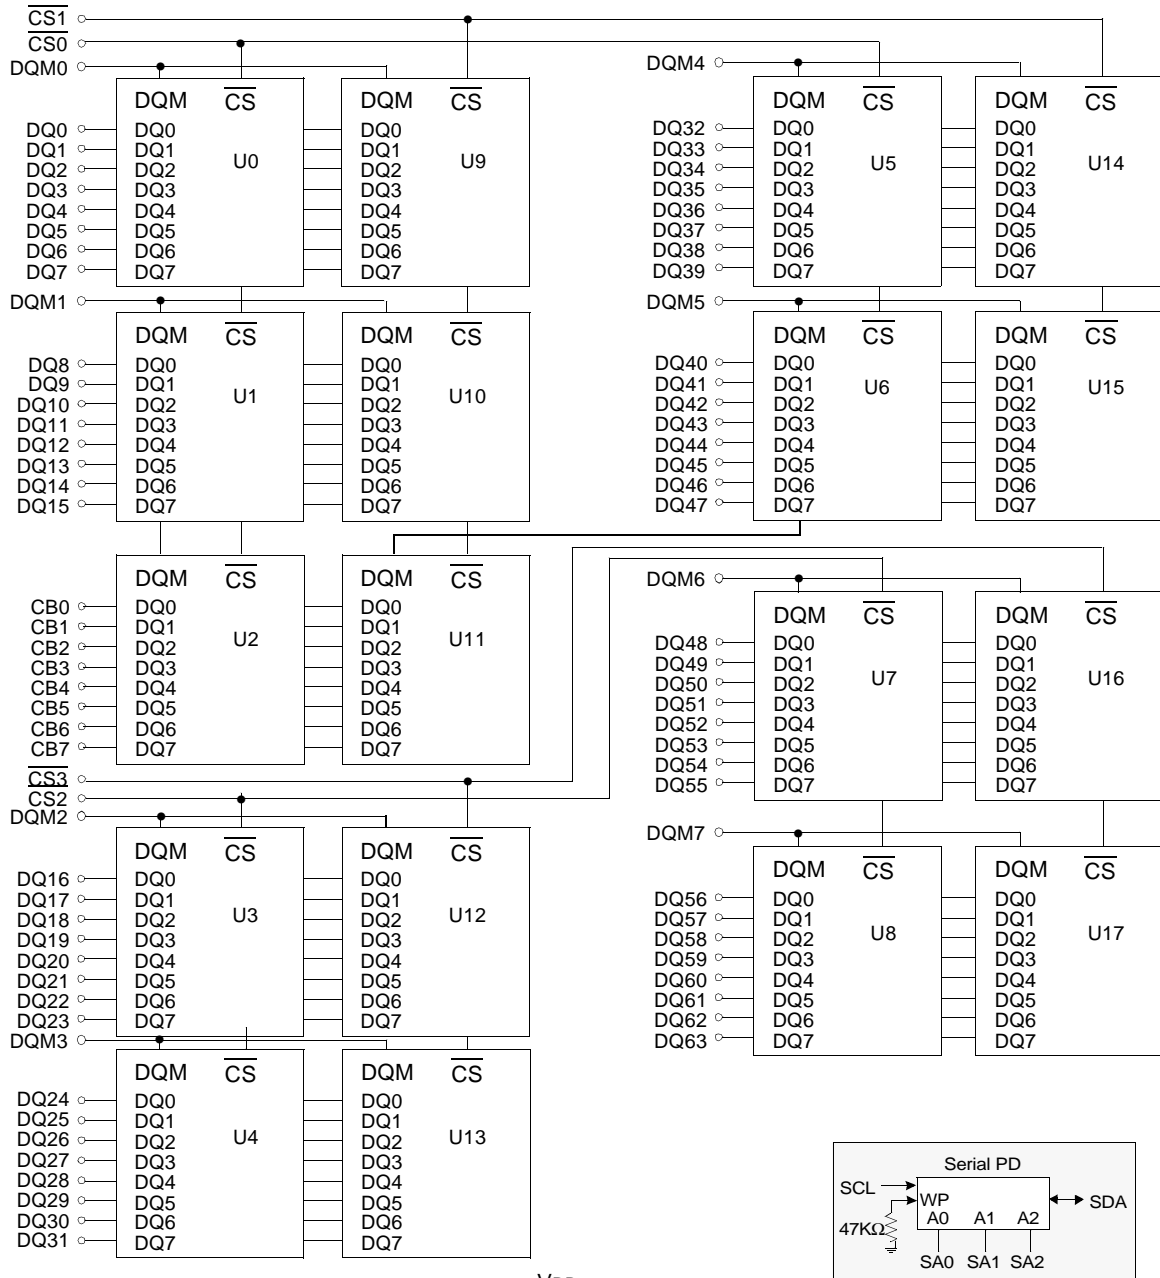 CS1
CS0
DQM0
DQM CS DQM CS
DQ0 DQ0 DQ0
DQ1 DQ1 DQ1
U0 U9
DQ2 DQ2 DQ2
DQ3 DQ3 DQ3
DQ4 DQ4 DQ4
DQ5 DQ5 DQ5
DQ6 DQ6 DQ6
DQ7 DQ7 DQ7
DQM1
DQM CS DQM CS
DQ8 DQ0 DQ0
DQ9 DQ1 DQ1
U1 U10
DQ10 DQ2 DQ2
DQ11 DQ3 DQ3
DQ12 DQ4 DQ4
DQ13 DQ5 DQ5
DQ14 DQ6 DQ6
DQ15 DQ7 DQ7
DQM CS DQM CS
CB0 DQ0 DQ0
CB1 DQ1 DQ1
U2 U11
CB2 DQ2 DQ2
CB3 DQ3 DQ3
CB4 DQ4 DQ4
CB5 DQ5 DQ5
CB6 DQ6 DQ6
CB7 DQ7 DQ7
CS3
CS2
DQM2
DQM CS DQM CS
DQ16 DQ0 DQ0
DQ17 DQ1 DQ1
U3 U12
DQ18 DQ2 DQ2
DQ19 DQ3 DQ3
DQ20 DQ4 DQ4
DQ21 DQ5 DQ5
DQ22 DQ6 DQ6
DQ23 DQ7 DQ7
DQM3
DQM CS DQM CS
DQ24 DQ0 DQ0
DQ25 DQ1 DQ1
U4 U13
DQ26 DQ2 DQ2
DQ27 DQ3 DQ3
DQ28 DQ4 DQ4
DQ29 DQ5 DQ5
DQ30 DQ6 DQ6
DQ31 DQ7 DQ7
DQM4
DQM CS DQM CS
DQ32 DQ0 DQ0
DQ33 DQ1 DQ1
U5 U14
DQ34 DQ2 DQ2
DQ35 DQ3 DQ3
DQ36 DQ4 DQ4
DQ37 DQ5 DQ5
DQ38 DQ6 DQ6
DQ39 DQ7 DQ7
DQM5
DQM CS DQM CS
DQ40 DQ0 DQ0
DQ41 DQ1 DQ1
U6 U15
DQ42 DQ2 DQ2
DQ43 DQ3 DQ3
DQ44 DQ4 DQ4
DQ45 DQ5 DQ5
DQ46 DQ6 DQ6
DQ47 DQ7 DQ7
DQM6
DQM CS DQM CS
DQ48 DQ0 DQ0
DQ49 DQ1 DQ1
U7 U16
DQ50 DQ2 DQ2
DQ51 DQ3 DQ3
DQ52 DQ4 DQ4
DQ53 DQ5 DQ5
DQ54 DQ6 DQ6
DQ55 DQ7 DQ7
DQM7
DQM CS DQM CS
DQ56 DQ0 DQ0
DQ57 DQ1 DQ1
U8 U17
DQ58 DQ2 DQ2
DQ59 DQ3 DQ3
DQ60 DQ4 DQ4
DQ61 DQ5 DQ5
DQ62 DQ6 DQ6
DQ63 DQ7 DQ7
Serial PD
SCL
WP SDA
47KΩ A0 A1 A2
SA0 SA1 SA2